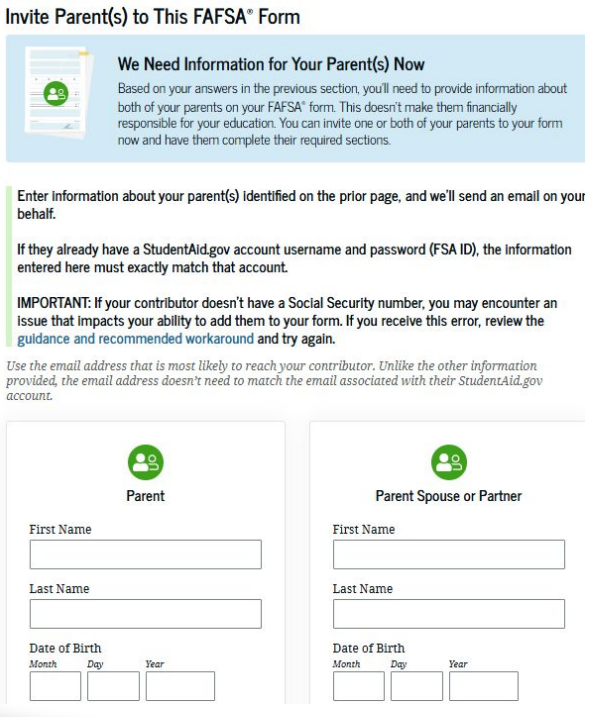 Invite Parent(s) to This FAFSA® Form
We Need Information for Your Parent(s) Now
Based on your answers in the previous section, you'll need to provide information about
both of your parents on your FAFSA® form. This doesn't make them financially
responsible for your education. You can invite one or both of your parents to your form
now and have them complete their required sections.
Enter information about your parent(s) identified on the prior page, and we'll send an email on your
behalf.
If they already have a StudentAid.gov account username and password (FSA ID), the information
entered here must exactly match that account.
IMPORTANT: If your contributor doesn't have a Social Security number, you may encounter an
issue that impacts your ability to add them to your form. If you receive this error, review the
guidance and recommended workaround and try again.
Use the email address that is most likely to reach your contributor. Unlike the other information
provided, the email address doesn't need to match the email associated with their StudentAid.gov
account.
Parent
First Name
Last Name
Date of Birth
Month Day Year
Parent Spouse or Partner
First Name
Last Name
Date of Birth
Month Day Year